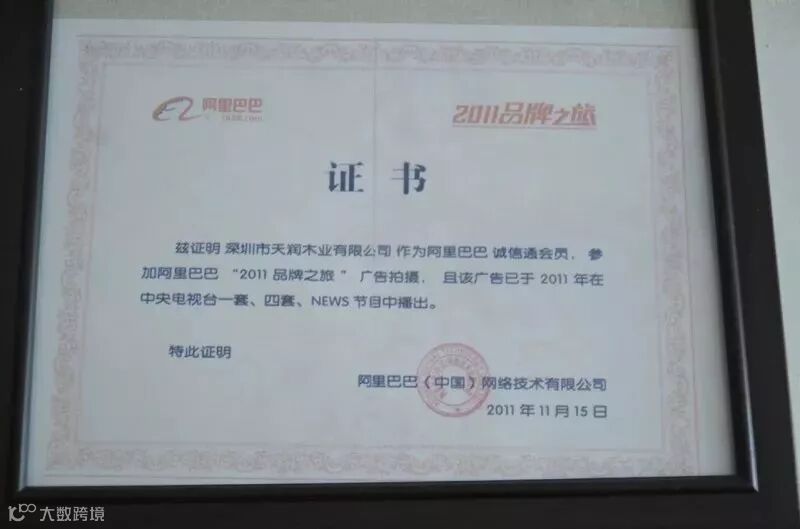 阿里巴巴
1688.com
2011品牌之旅
证 书
兹证明 深圳市天润木业有限公司 作为阿里巴巴 诚信通会员，参
加阿里巴巴 “2011 品牌之旅 ” 广告拍摄， 且该广告已于 2011 年在
中央电视台一套、四套、NEWS 节目中播出。
特此证明
阿里巴巴（中国）网络技术有限公司
2011 年 11 月 15 日
大数跨境